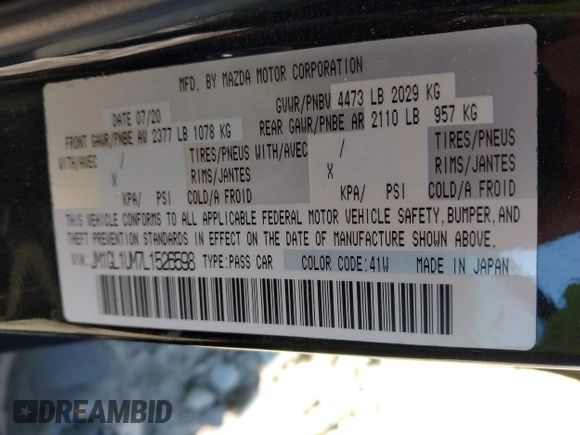 MFD. BY MAZDA MOTOR CORPORATION
DATE 07/20 GVWR/PNBV 4473 LB 2029 KG
FRONT GAWR/PNBE AV 2377 LB 1078 KG REAR GAWR/PNBE AR 2110 LB 957 KG
WITH/AVEC / TIRES/PNEUS WITH/AVEC / TIRES/PNEUS
X RIMS/JANTES X RIMS/JANTES
KPA/ PSI COLD/A FROID KPA/ PSI COLD/A FROID
THIS VEHICLE CONFORMS TO ALL APPLICABLE FEDERAL MOTOR VEHICLE SAFETY, BUMPER, AND
THEFT PREVENTION STANDARDS IN EFFECT ON THE DATE OF MANUFACTURE SHOWN ABOVE.
VIN: JM1GL1UM7L1526598 TYPE:PASS CAR COLOR CODE:41W MADE IN JAPAN
DREAMBID